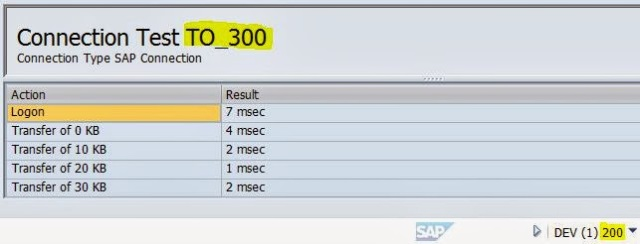 Connection Test TO_300
Connection Type SAP Connection
Action Result
Logon 7 msec
Transfer of 0 KB 4 msec
Transfer of 10 KB 2 msec
Transfer of 20 KB 1 msec
Transfer of 30 KB 2 msec
SAP DEV (1) 200